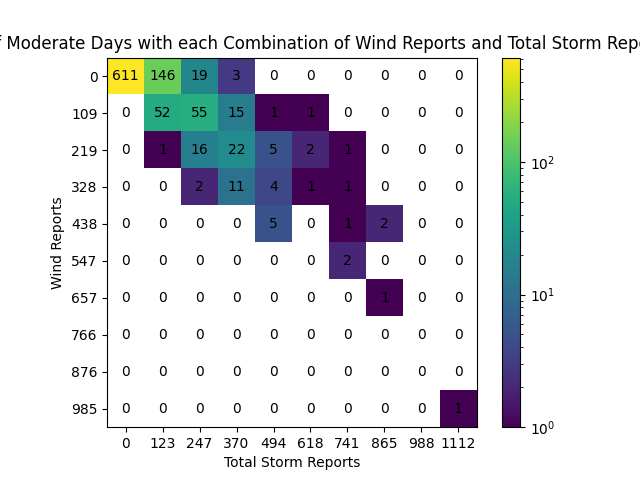 Moderate Days with each Combination of Wind Reports and Total Storm
0 611 146 19 3 0 0 0 0 0 0
109 0 52 55 15 1 1 0 0 0 0
219 0 1 16 22 5 2 1 0 0 0
328 0 0 2 11 4 1 1 0 0 0
438 0 0 0 0 5 0 1 2 0 0
547 0 0 0 0 0 0 2 0 0 0
657 0 0 0 0 0 0 0 1 0 0
766 0 0 0 0 0 0 0 0 0 0
876 0 0 0 0 0 0 0 0 0 0
985 0 0 0 0 0 0 0 0 0 1
0 123 247 370 494 618 741 865 988 1112
Total Storm Reports
Wind Reports
10²
10¹
10⁰